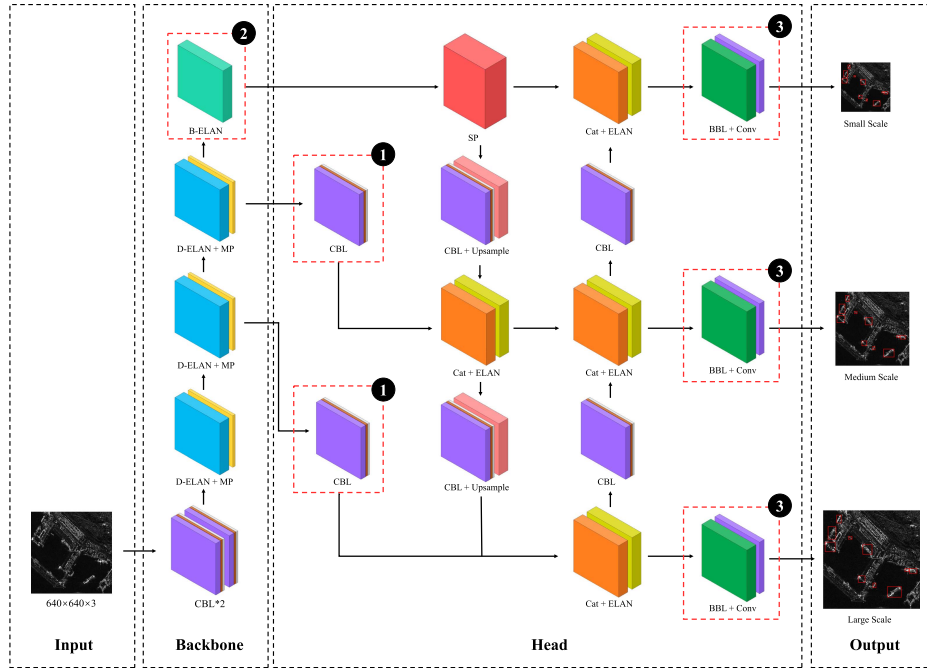 2
3
B-ELAN
SP
Cat + ELAN
BBL + Conv
Small Scale
1
D-ELAN + MP
CBL
CBL + Upsample
CBL
3
D-ELAN + MP
Cat + ELAN
Cat + ELAN
BBL + Conv
Medium Scale
1
D-ELAN + MP
CBL
CBL + Upsample
CBL
3
640×640×3
CBL*2
Cat + ELAN
BBL + Conv
Large Scale
Input
Backbone
Head
Output